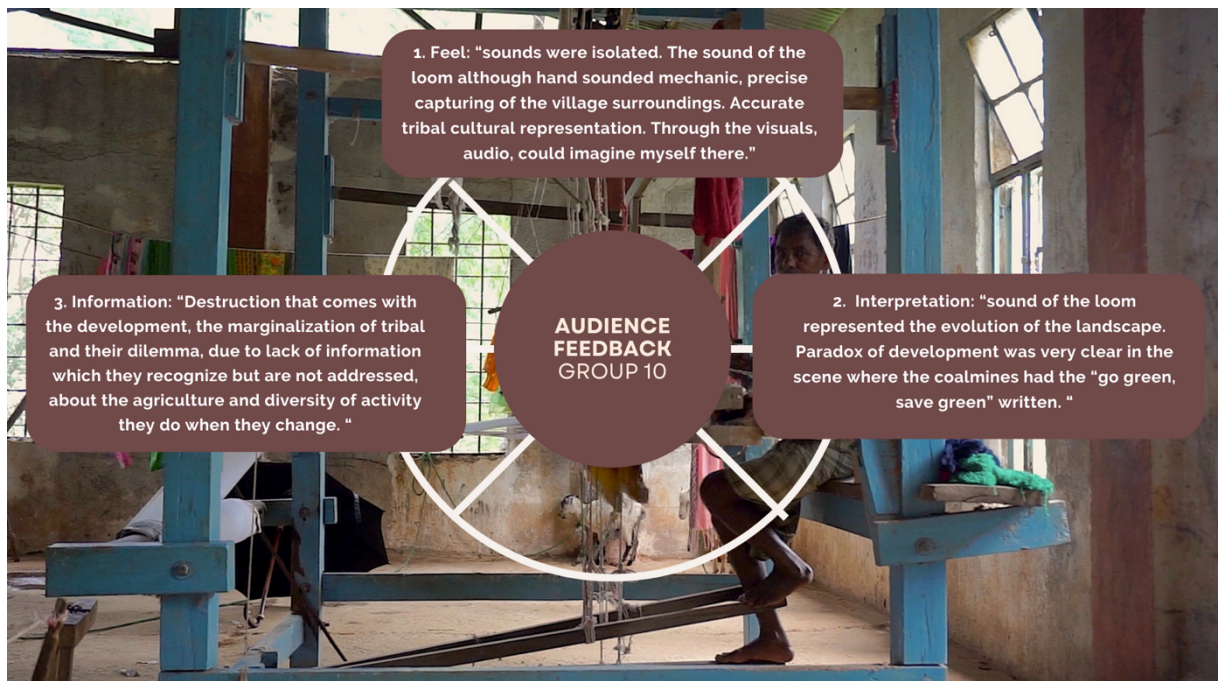 1. Feel: “sounds were isolated. The sound of the
loom although hand sounded mechanic, precise
capturing of the village surroundings. Accurate
tribal cultural representation. Through the visuals,
audio, could imagine myself there.”
AUDIENCE
FEEDBACK
GROUP 10
2. Interpretation: “sound of the loom
represented the evolution of the landscape.
Paradox of development was very clear in the
scene where the coalmines had the “go green,
save green” written. “
3. Information: “Destruction that comes with
the development, the marginalization of tribal
and their dilemma, due to lack of information
which they recognize but are not addressed,
about the agriculture and diversity of activity
they do when they change. “